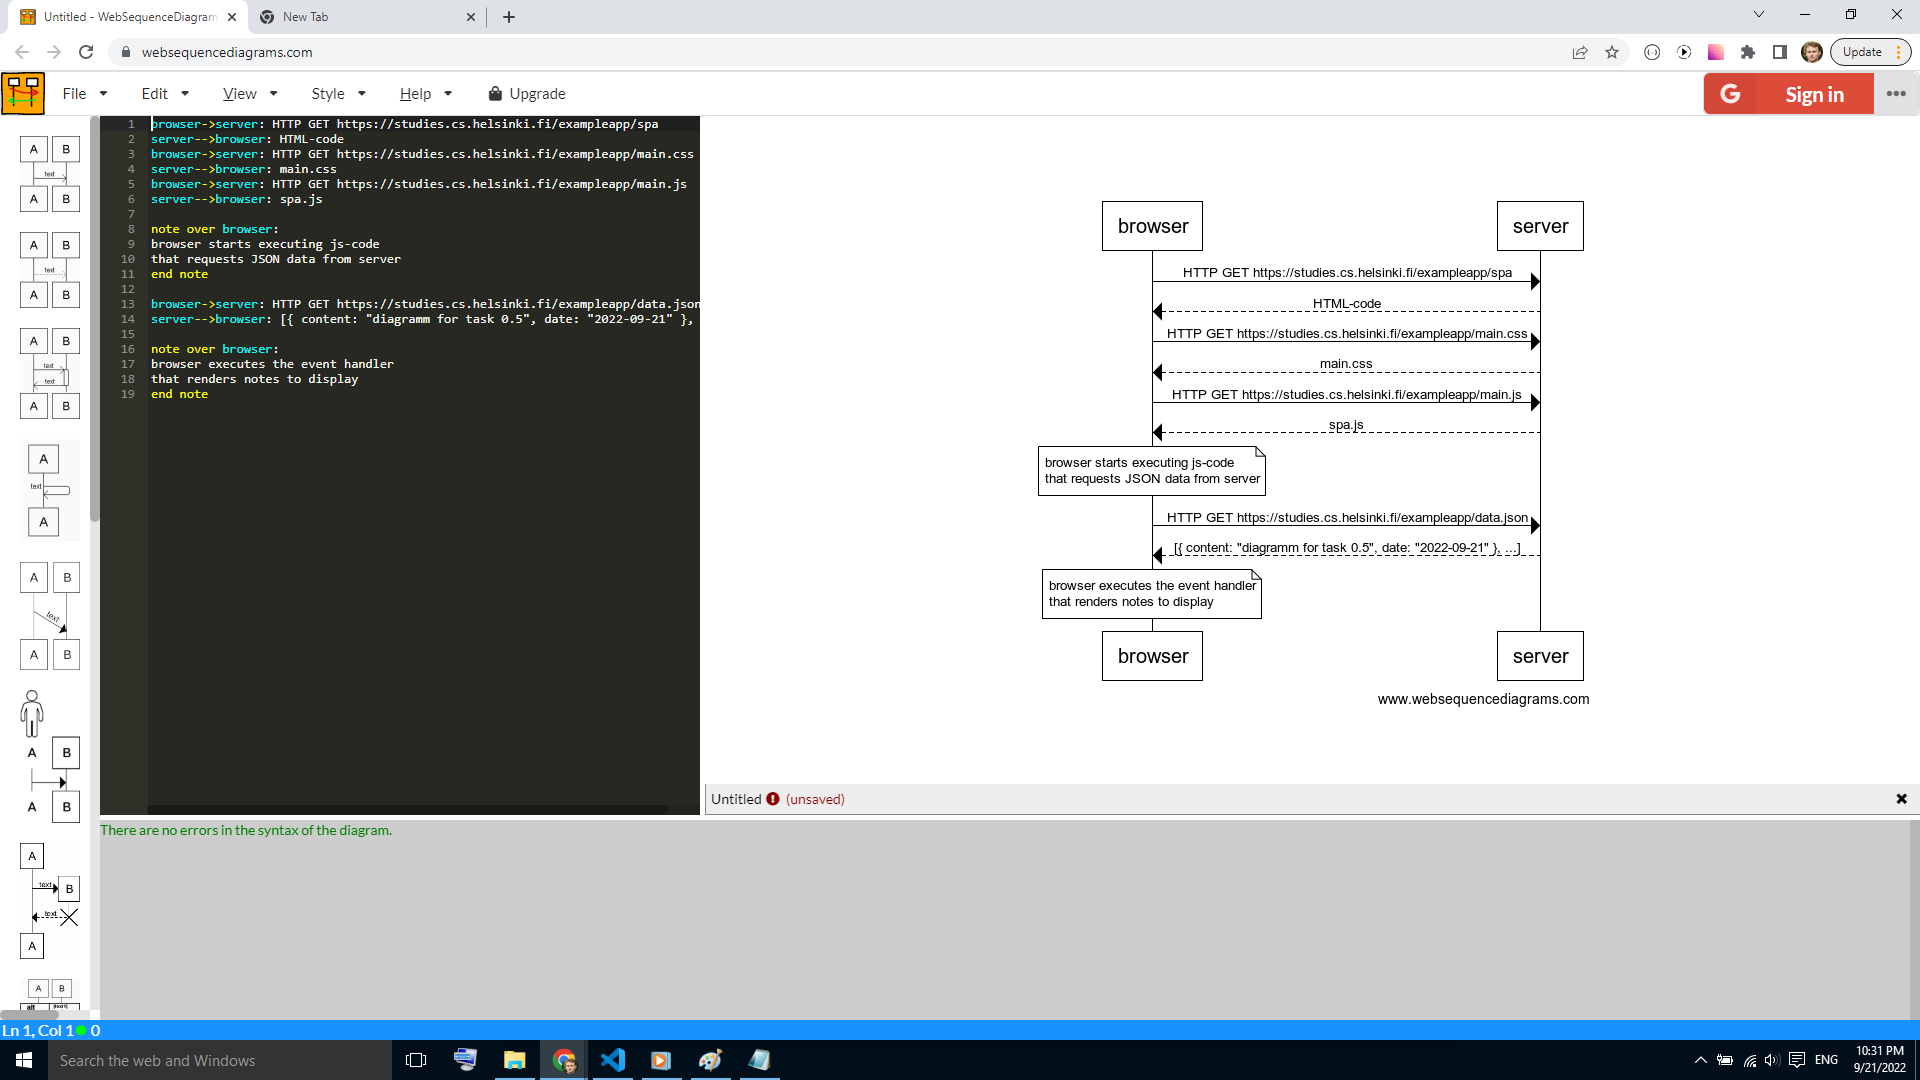 Untitled - WebSequenceDiagram
New Tab
websequencediagrams.com
Update
File
Edit
View
Style
Help
Upgrade
G
Sign in
A B
text
A B
A B
text
A B
A B
text
text
A B
A
text
A
A B
text
A B
A B
A B
A
text B
text
A
A B
alt
1 browser->server: HTTP GET https://studies.cs.helsinki.fi/exampleapp/spa
2 server-->browser: HTML-code
3 browser->server: HTTP GET https://studies.cs.helsinki.fi/exampleapp/main.css
4 server-->browser: main.css
5 browser->server: HTTP GET https://studies.cs.helsinki.fi/exampleapp/main.js
6 server-->browser: spa.js
7
8 note over browser:
9 browser starts executing js-code
10 that requests JSON data from server
11 end note
12
13 browser->server: HTTP GET https://studies.cs.helsinki.fi/exampleapp/data.json
14 server-->browser: [{ content: "diagramm for task 0.5", date: "2022-09-21" },
15
16 note over browser:
17 browser executes the event handler
18 that renders notes to display
19 end note
browser server
HTTP GET https://studies.cs.helsinki.fi/exampleapp/spa
HTML-code
HTTP GET https://studies.cs.helsinki.fi/exampleapp/main.css
main.css
HTTP GET https://studies.cs.helsinki.fi/exampleapp/main.js
spa.js
browser starts executing js-code
that requests JSON data from server
HTTP GET https://studies.cs.helsinki.fi/exampleapp/data.json
[{ content: "diagramm for task 0.5", date: "2022-09-21" }, ...]
browser executes the event handler
that renders notes to display
browser server
www.websequencediagrams.com
Untitled (unsaved)
There are no errors in the syntax of the diagram.
Ln 1, Col 1 0
Search the web and Windows
ENG
10:31 PM
9/21/2022